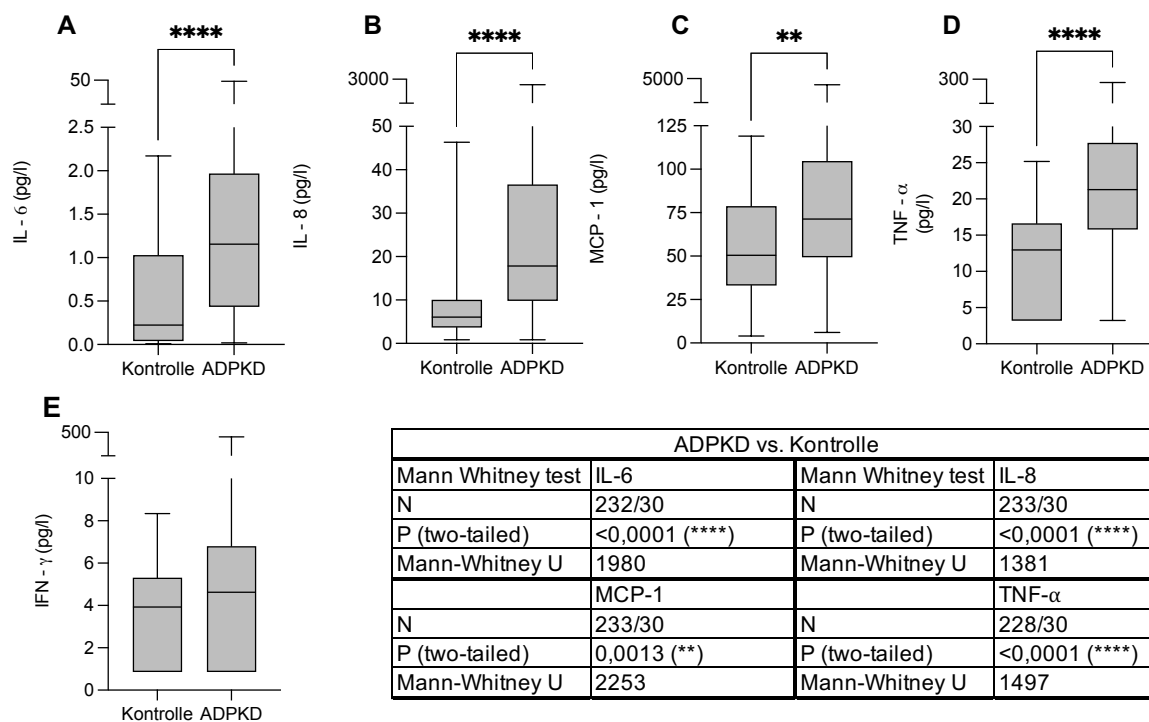 A
****
50
2.5
2.0
1.5
1.0
0.5
0.0
IL - 6 (pg/l)
Kontrolle ADPKD
B
****
3000
50
40
30
20
10
0
IL - 8 (pg/l)
Kontrolle ADPKD
C
**
5000
125
100
75
50
25
0
MCP - 1 (pg/l)
Kontrolle ADPKD
D
****
300
30
25
20
15
10
5
0
TNF - α
(pg/l)
Kontrolle ADPKD
E
500
10
8
6
4
2
0
IFN - γ (pg/l)
Kontrolle ADPKD
ADPKD vs. Kontrolle
Mann Whitney test IL-6 Mann Whitney test IL-8
N 232/30 N 233/30
P (two-tailed) <0,0001 (****) P (two-tailed) <0,0001 (****)
Mann-Whitney U 1980 Mann-Whitney U 1381
MCP-1 TNF-α
N 233/30 N 228/30
P (two-tailed) 0,0013 (**) P (two-tailed) <0,0001 (****)
Mann-Whitney U 2253 Mann-Whitney U 1497